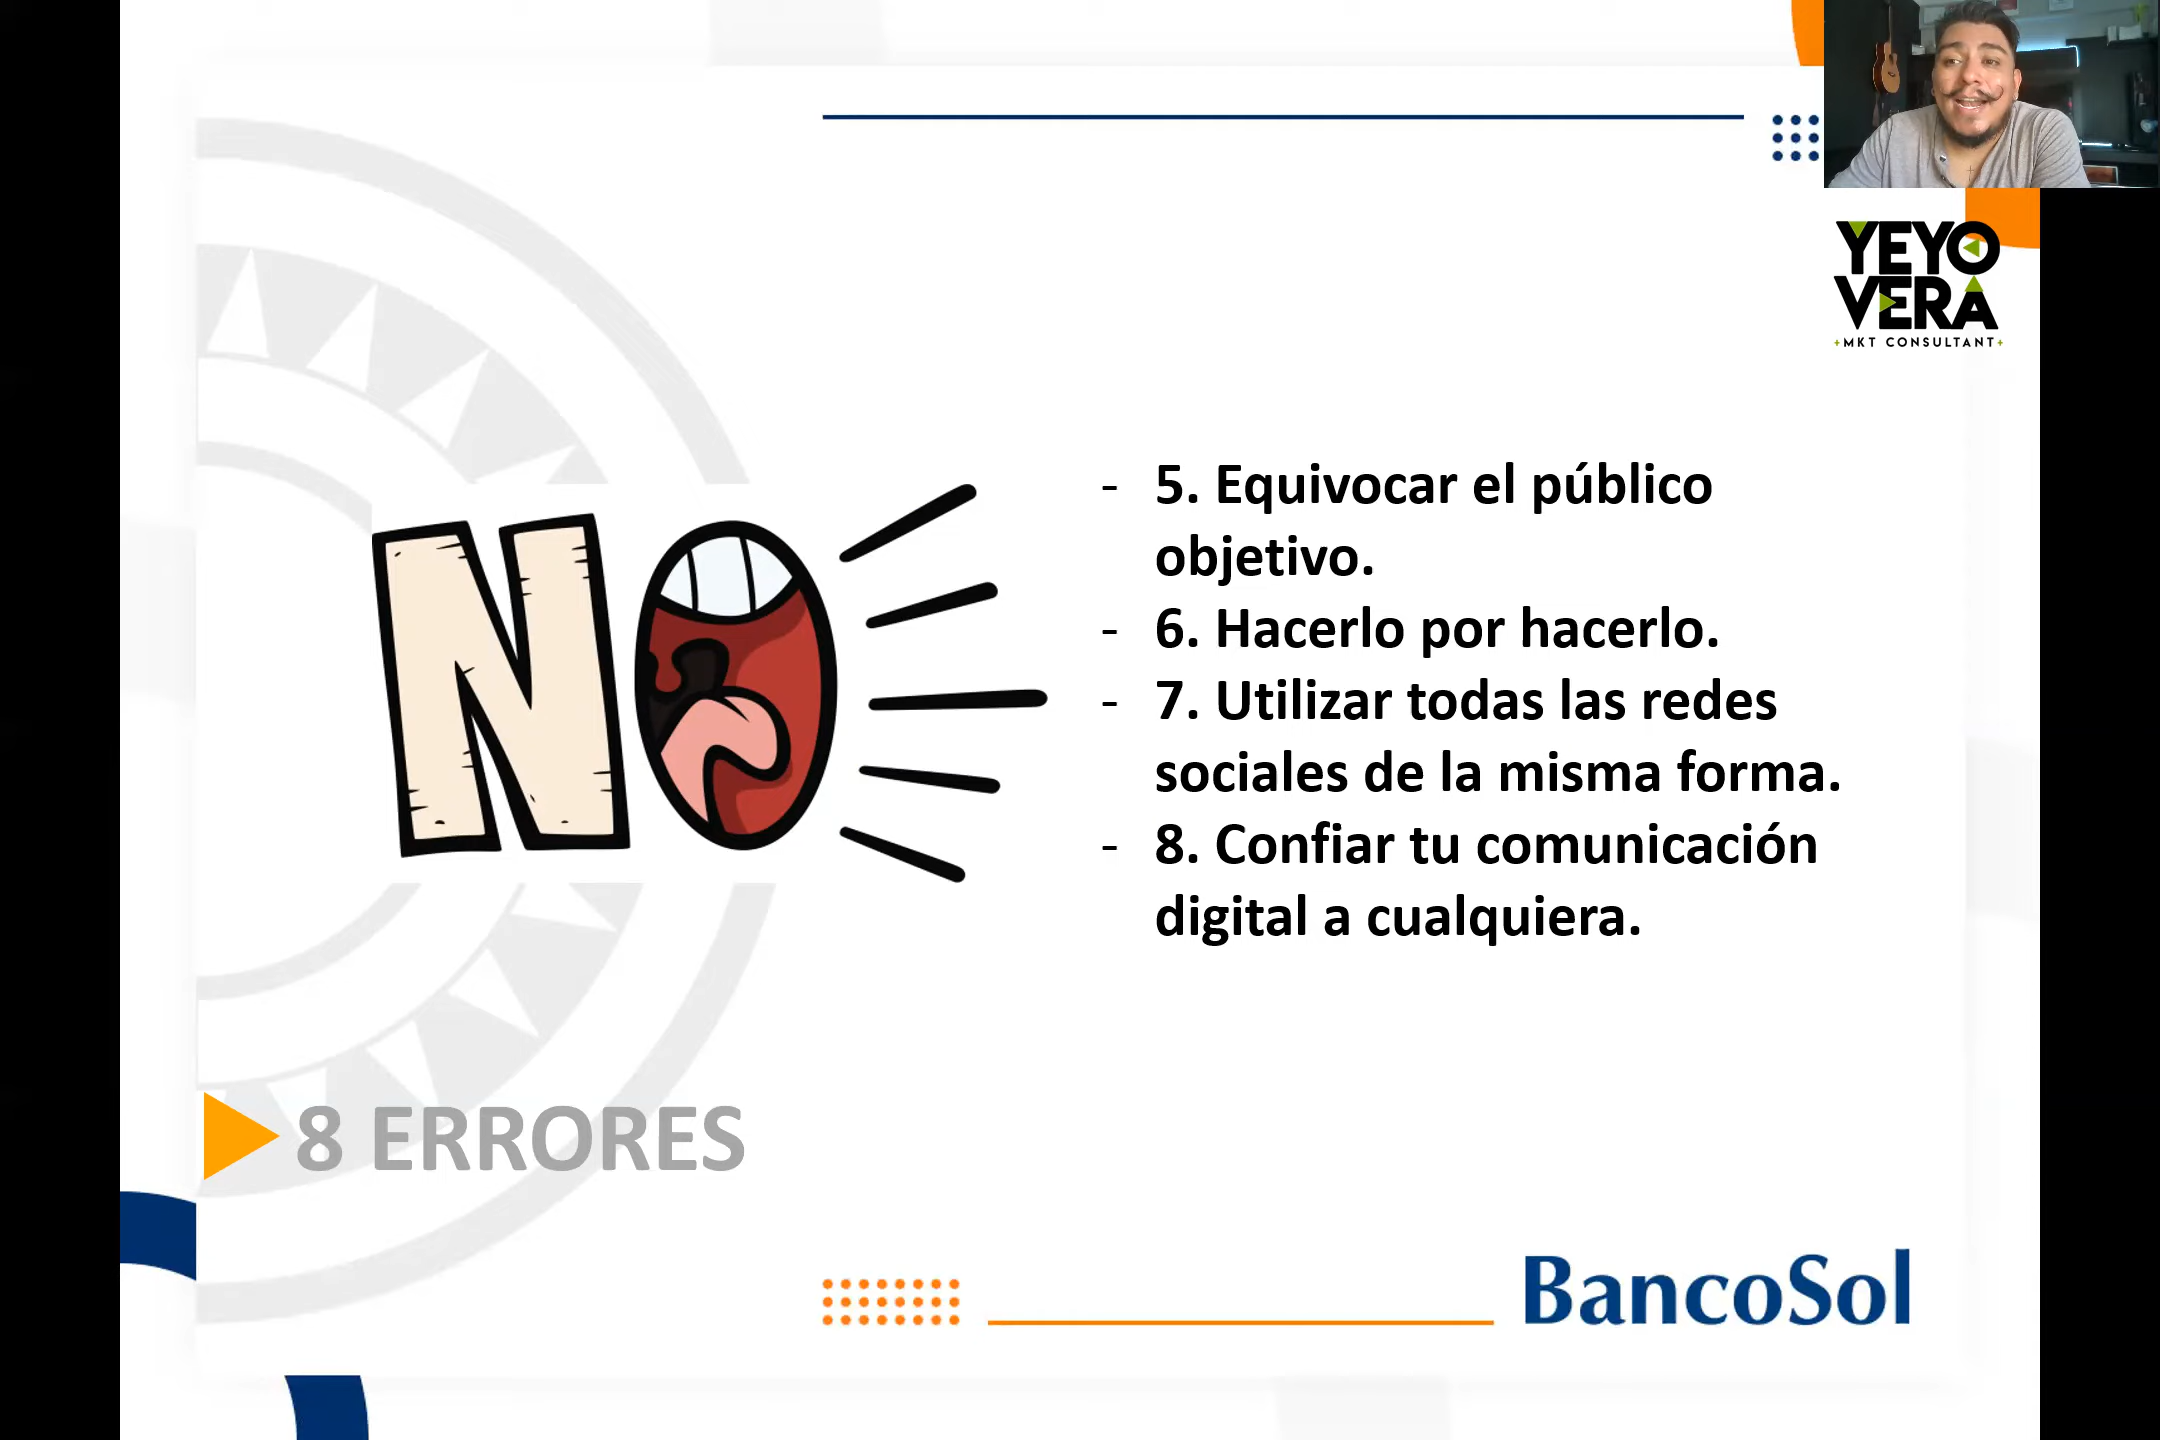 YEYO
VERA
+MKT CONSULTANT+
NO
- 5. Equivocar el público
objetivo.
- 6. Hacerlo por hacerlo.
- 7. Utilizar todas las redes
sociales de la misma forma.
- 8. Confiar tu comunicación
digital a cualquiera.
8 ERRORES
BancoSol